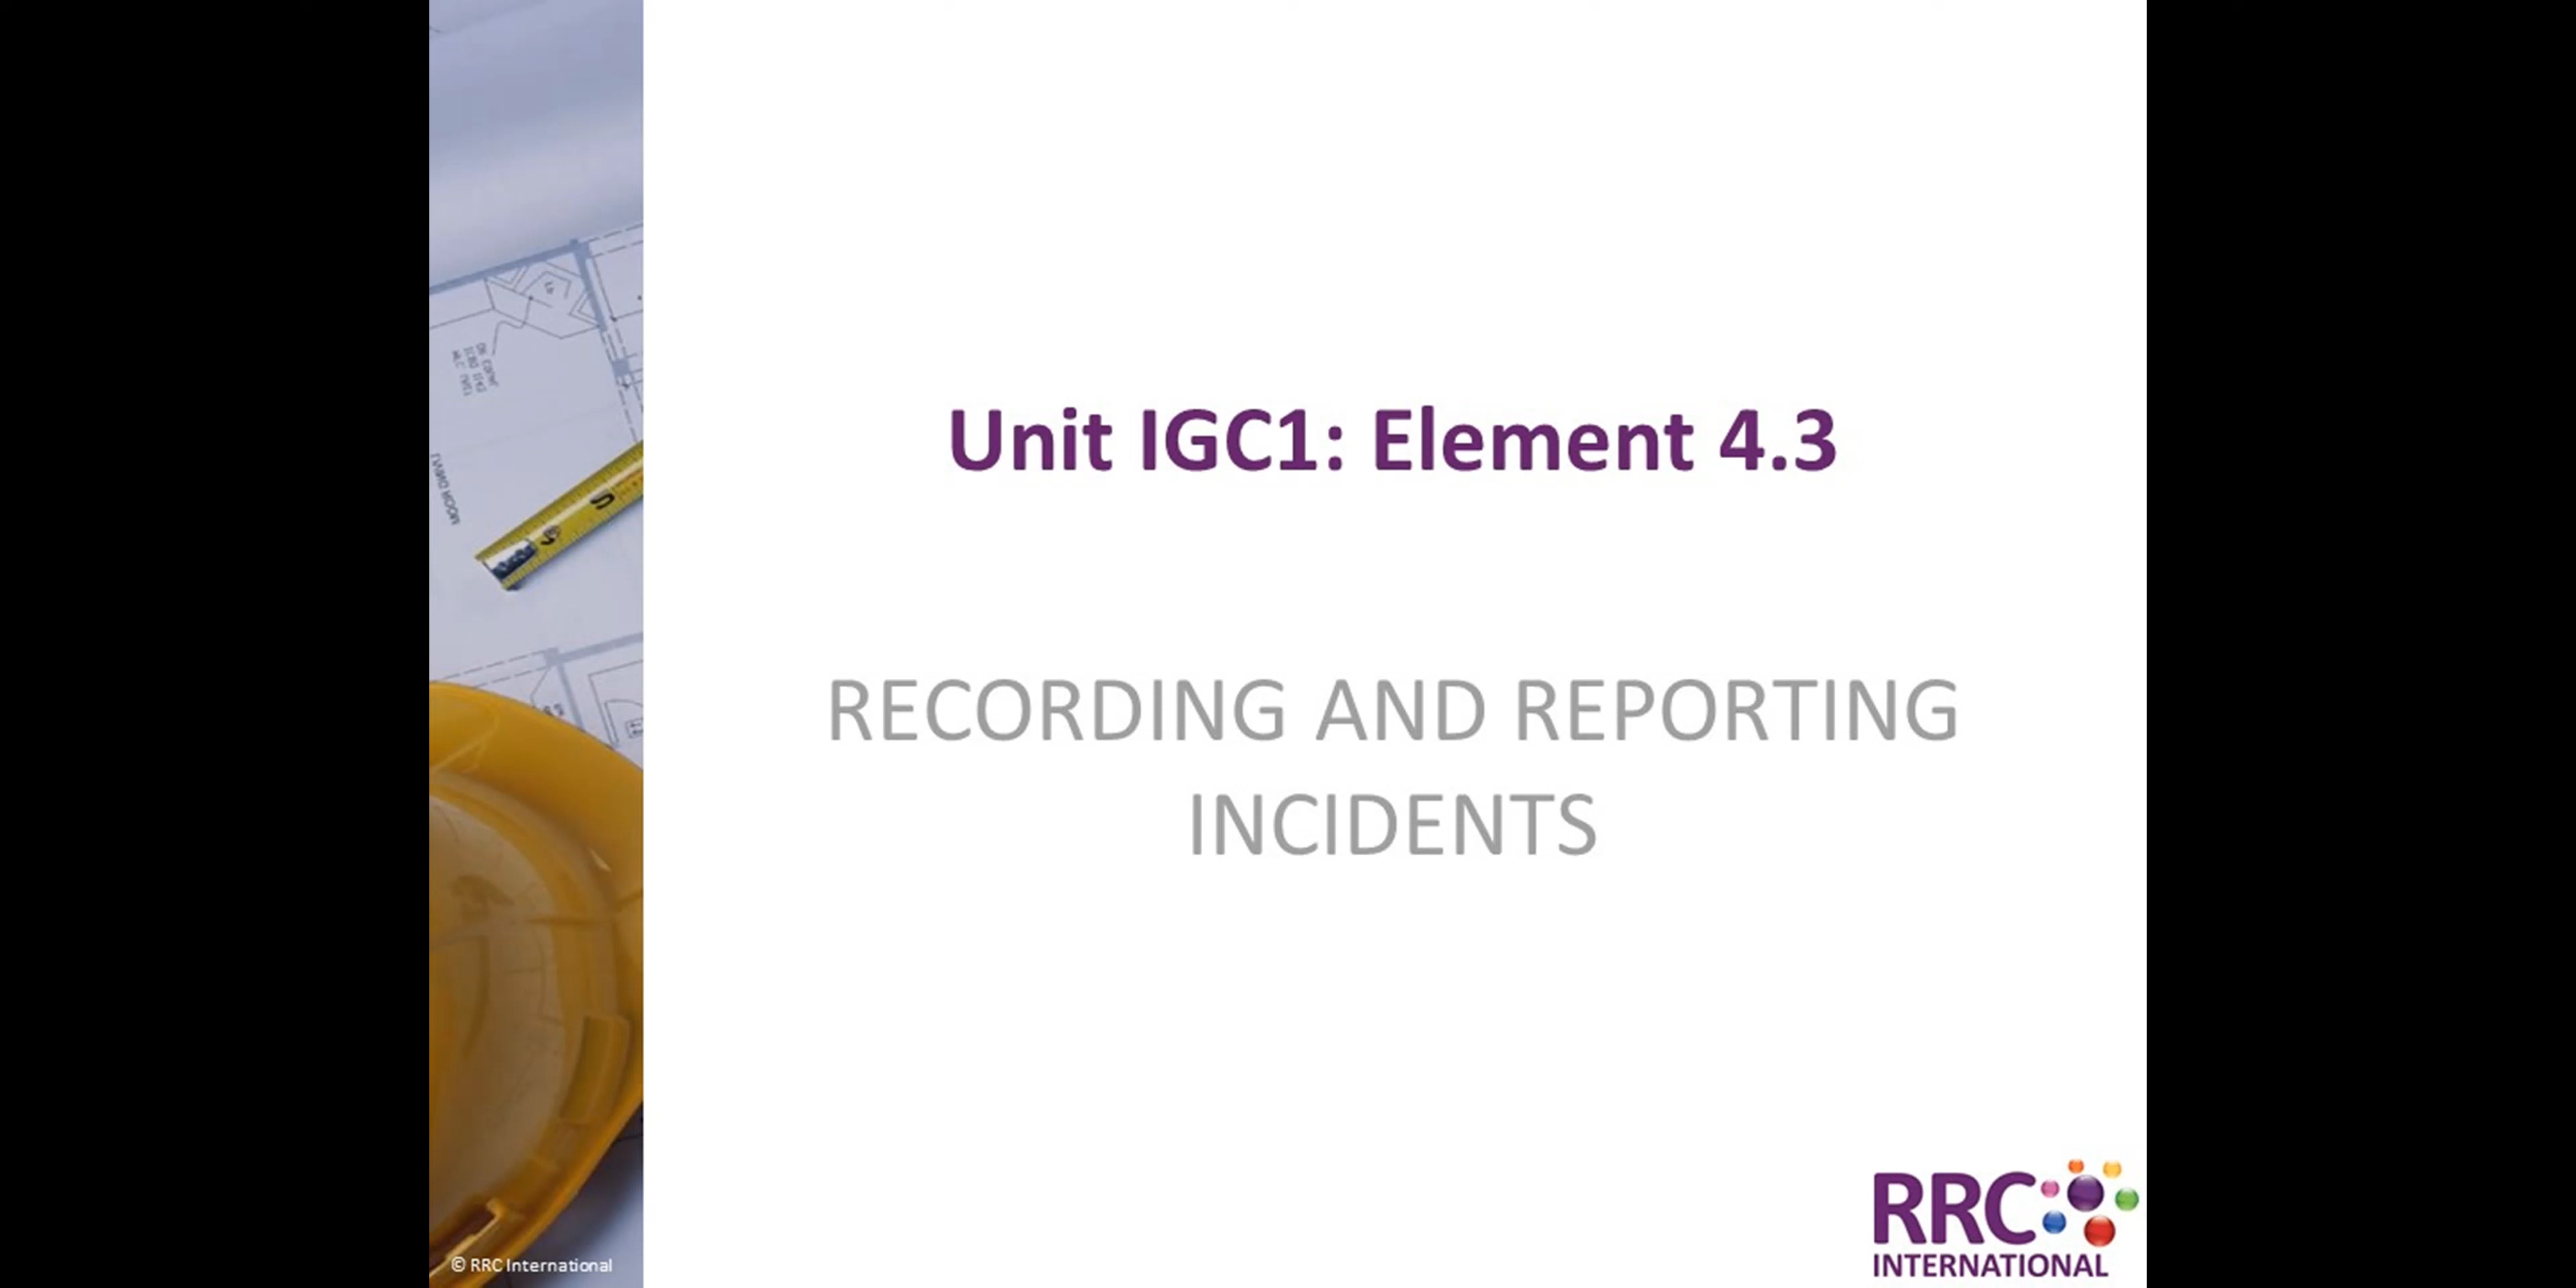 Unit IGC1: Element 4.3
RECORDING AND REPORTING
INCIDENTS
© RRC International
RRC
INTERNATIONAL